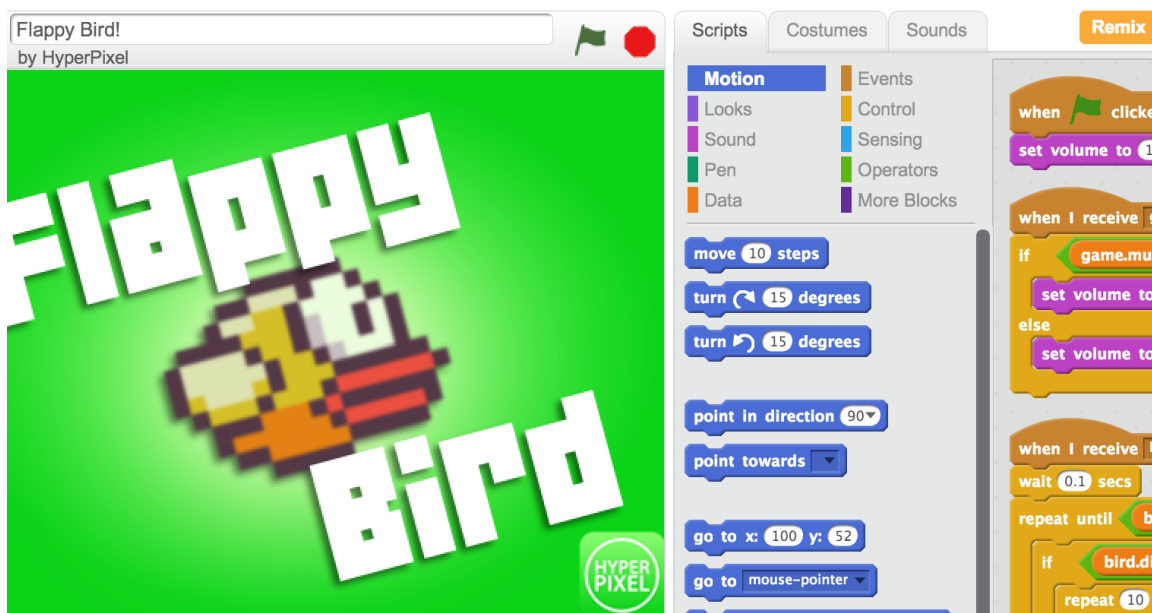 Flappy Bird!
by HyperPixel
Flappy
Bird
HYPER
PIXEL
Scripts
Costumes
Sounds
Remix
Motion
Events
Looks
Control
Sound
Sensing
Pen
Operators
Data
More Blocks
move 10 steps
turn 15 degrees
turn 15 degrees
point in direction 90
point towards
go to x: 100 y: 52
go to mouse-pointer
when
set volume to
when I receive
if
set volume to
else
set volume to
when I receive
wait 0.1 secs
repeat until
if
repeat 10